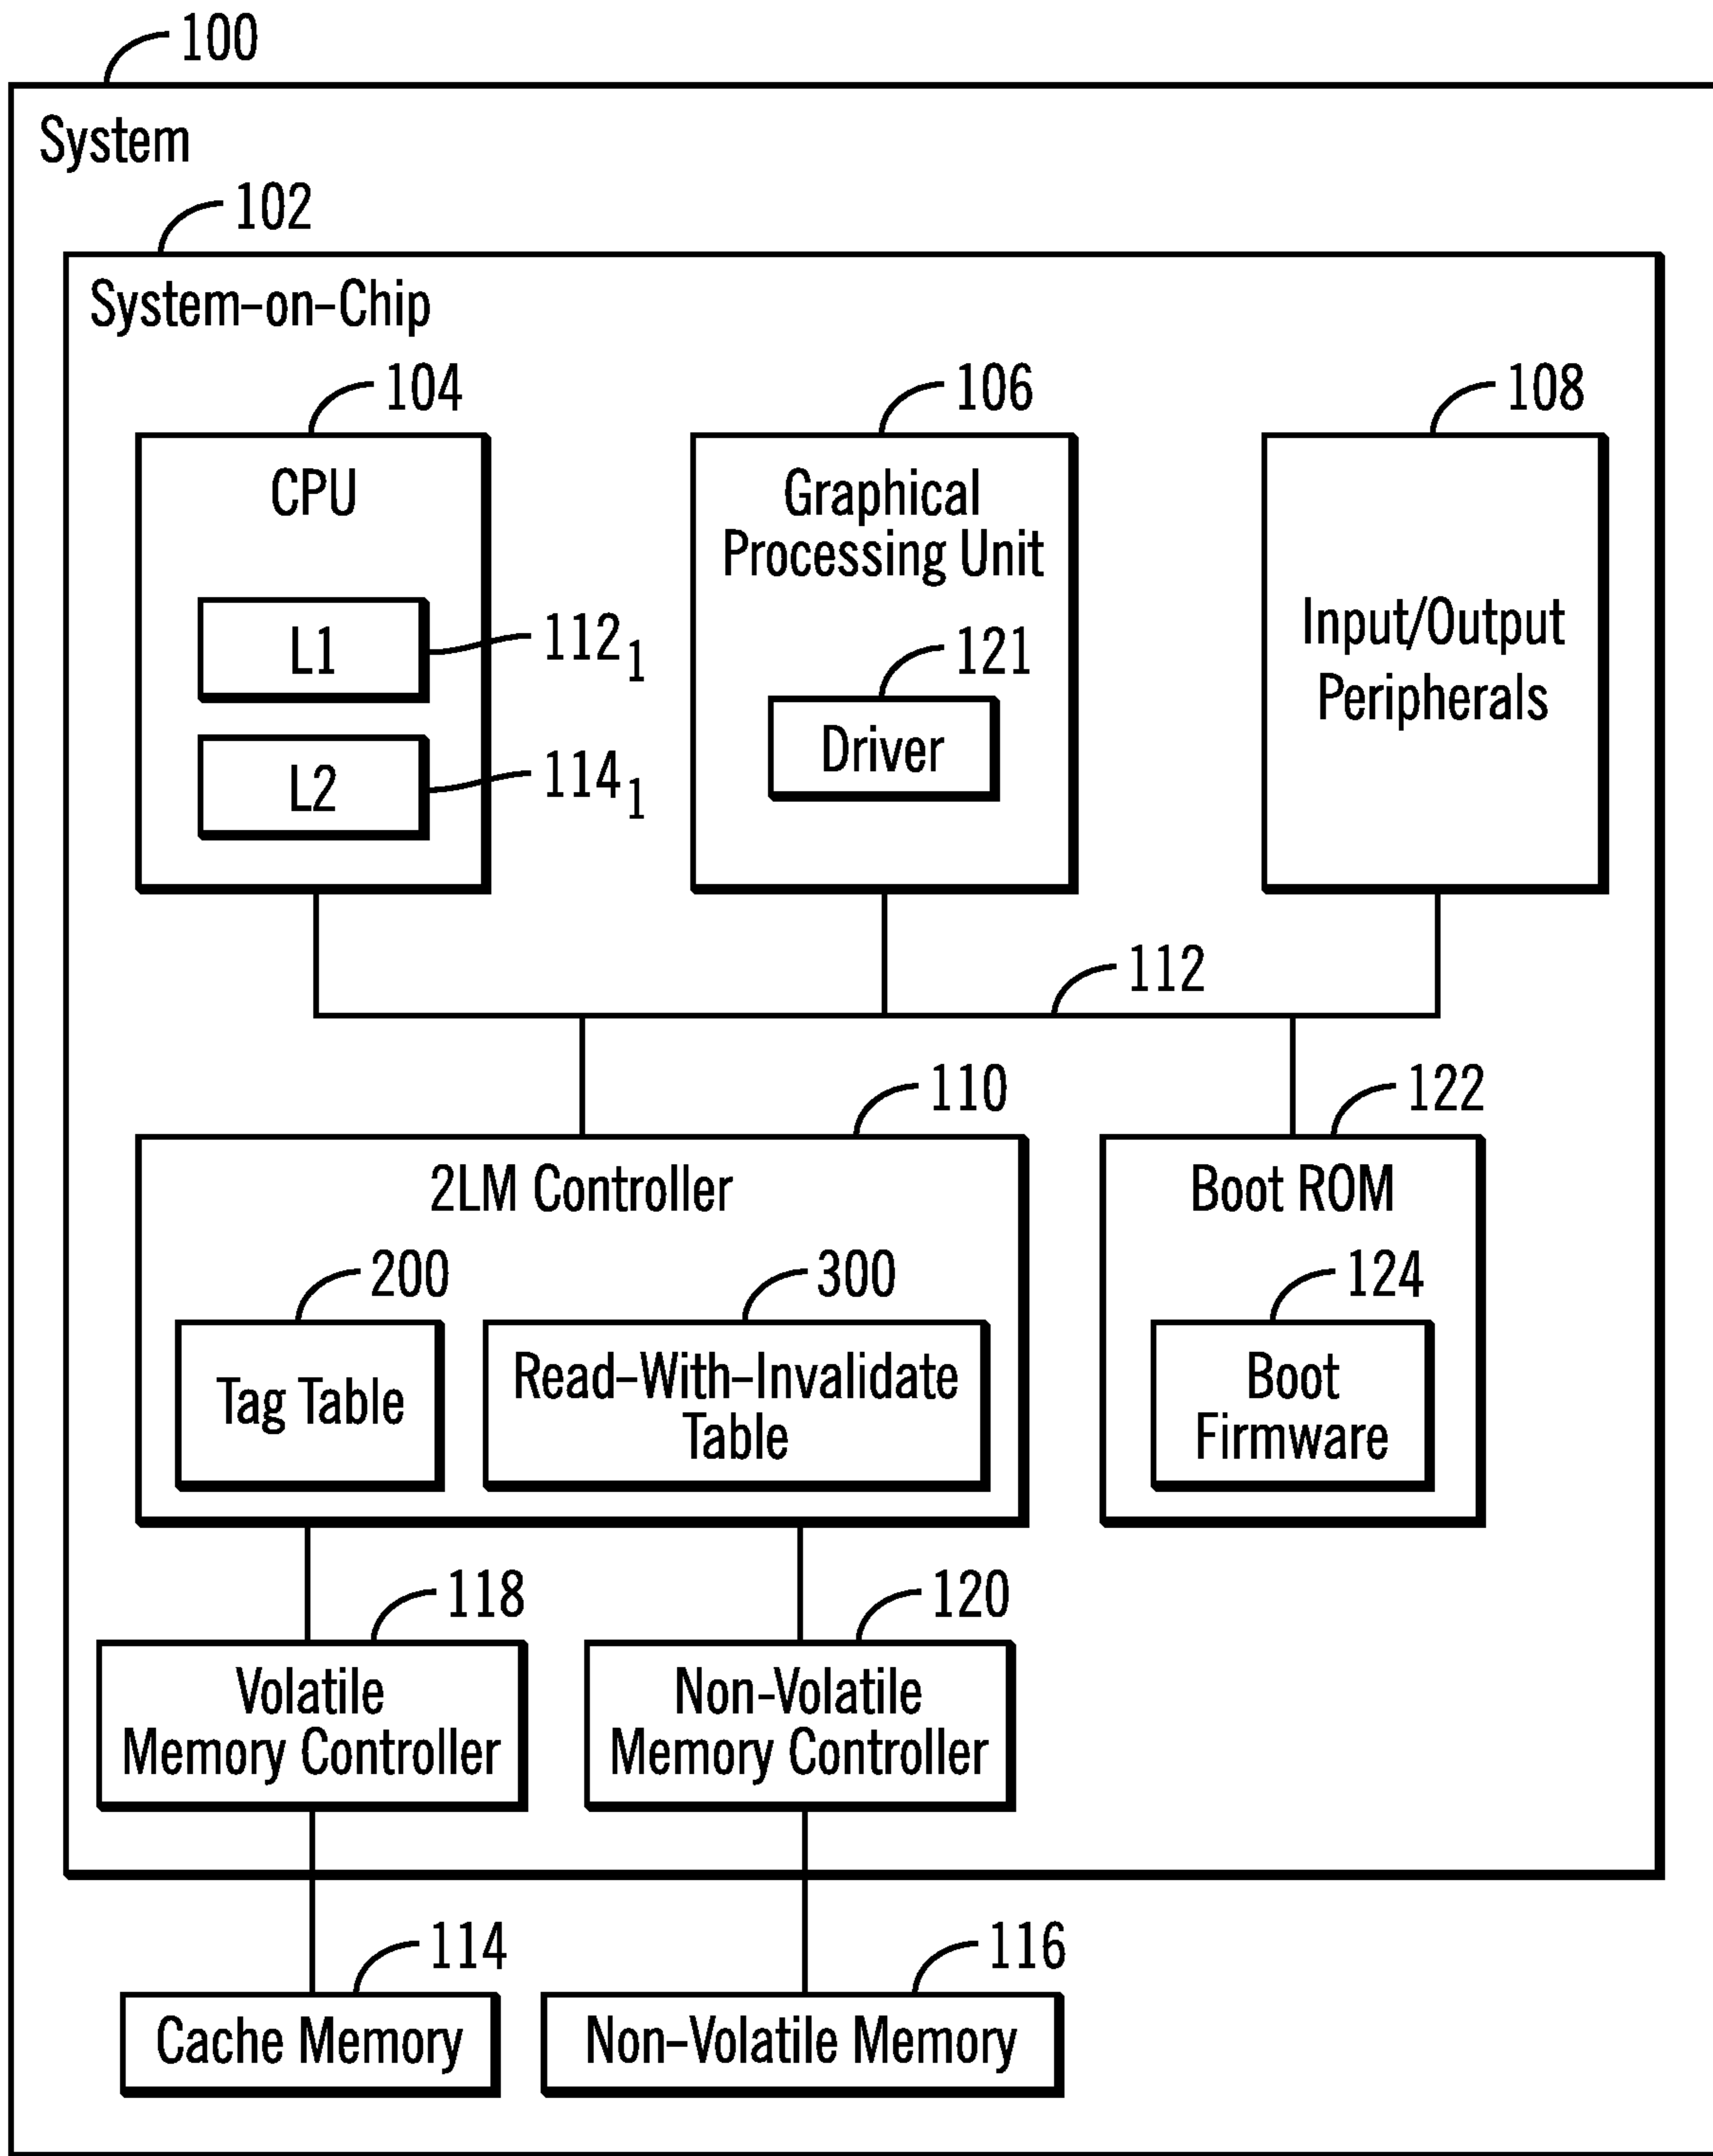 100
System
102
System-on-Chip
104
106
108
CPU
Graphical
Processing Unit
Input/Output
Peripherals
L1
112₁
121
Driver
L2
114₁
112
110
122
2LM Controller
Boot ROM
200
300
124
Tag Table
Read-With-Invalidate
Table
Boot
Firmware
118
120
Volatile
Memory Controller
Non-Volatile
Memory Controller
114
116
Cache Memory
Non-Volatile Memory